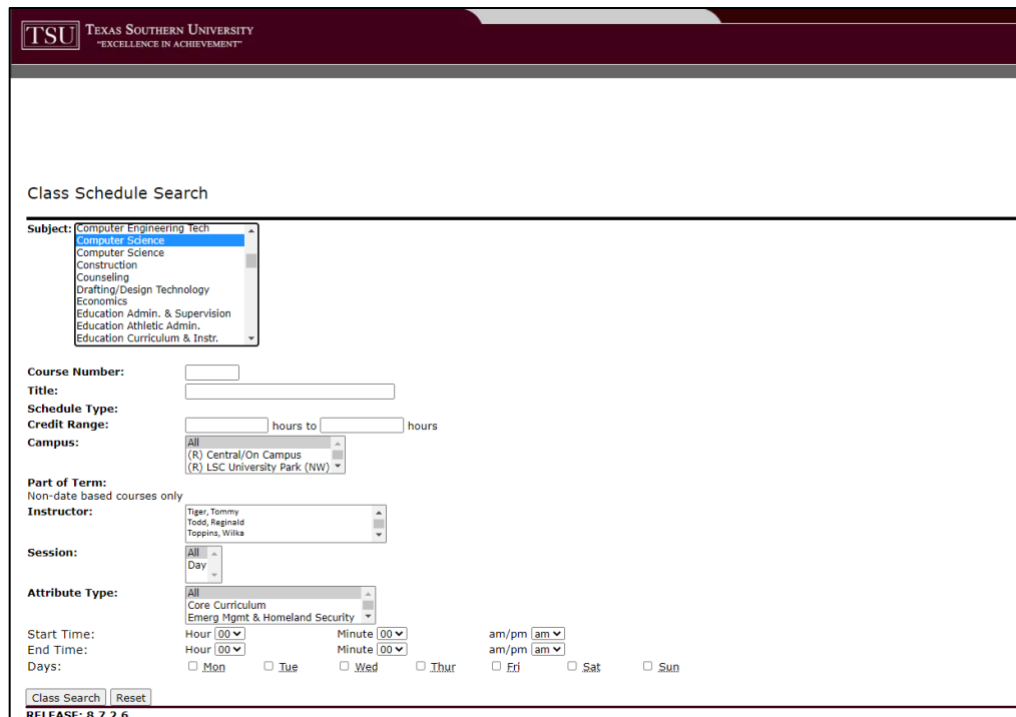 TSU TEXAS SOUTHERN UNIVERSITY
"EXCELLENCE IN ACHIEVEMENT"
Class Schedule Search
Subject: Computer Engineering Tech
Computer Science
Computer Science
Construction
Counseling
Drafting/Design Technology
Economics
Education Admin. & Supervision
Education Athletic Admin.
Education Curriculum & Instr.
Course Number:
Title:
Schedule Type:
Credit Range: hours to hours
Campus: All
(R) Central/On Campus
(R) LSC University Park (NW)
Part of Term:
Non-date based courses only
Instructor: Tiger, Tommy
Todd, Reginald
Toppins, Wilka
Session: All
Day
Attribute Type: All
Core Curriculum
Emerg Mgmt & Homeland Security
Start Time: Hour 00 Minute 00 am/pm am
End Time: Hour 00 Minute 00 am/pm am
Days: Mon Tue Wed Thur Fri Sat Sun
Class Search Reset
RELEASE: 8.7.2.6